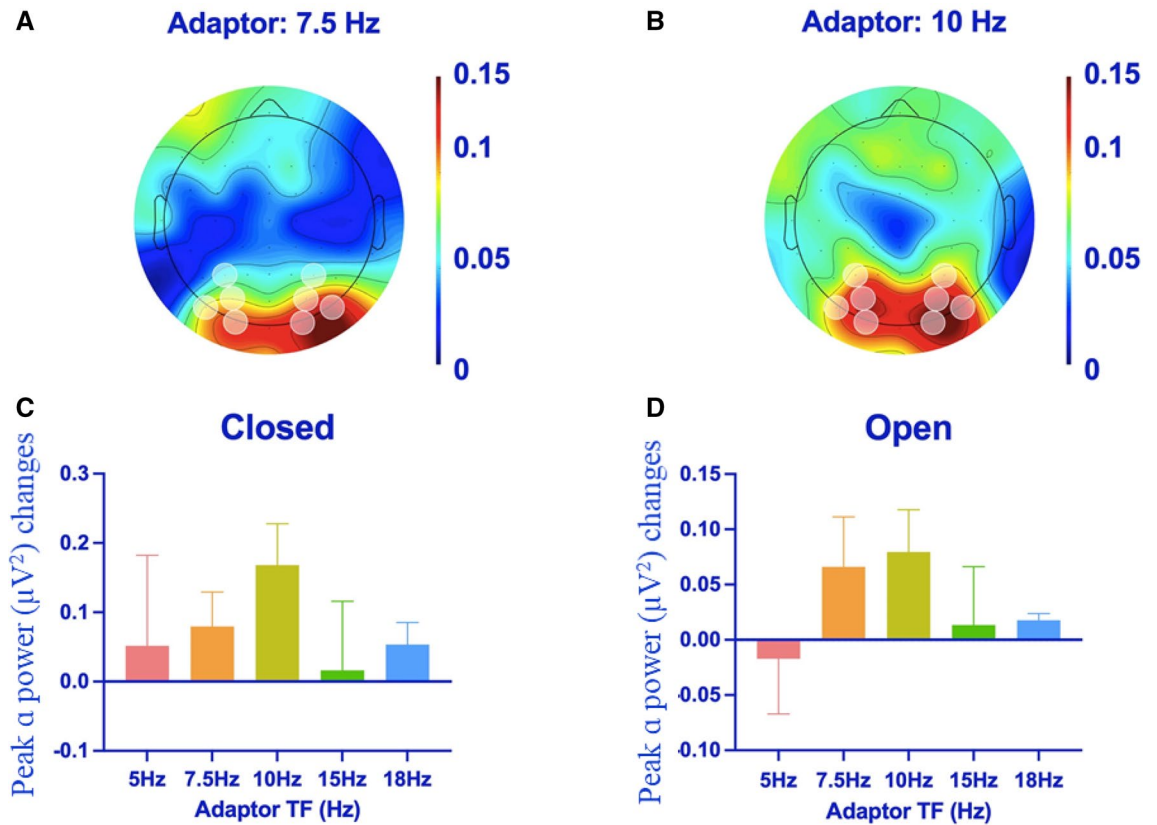 A
Adaptor: 7.5 Hz
0.15
0.1
0.05
0
B
Adaptor: 10 Hz
0.15
0.1
0.05
0
C
Closed
Peak α power (μV²) changes
0.3
0.2
0.1
0.0
-0.1
5Hz 7.5Hz 10Hz 15Hz 18Hz
Adaptor TF (Hz)
D
Open
Peak α power (μV²) changes
0.15
0.10
0.05
0.00
-0.05
-0.10
5Hz 7.5Hz 10Hz 15Hz 18Hz
Adaptor TF (Hz)